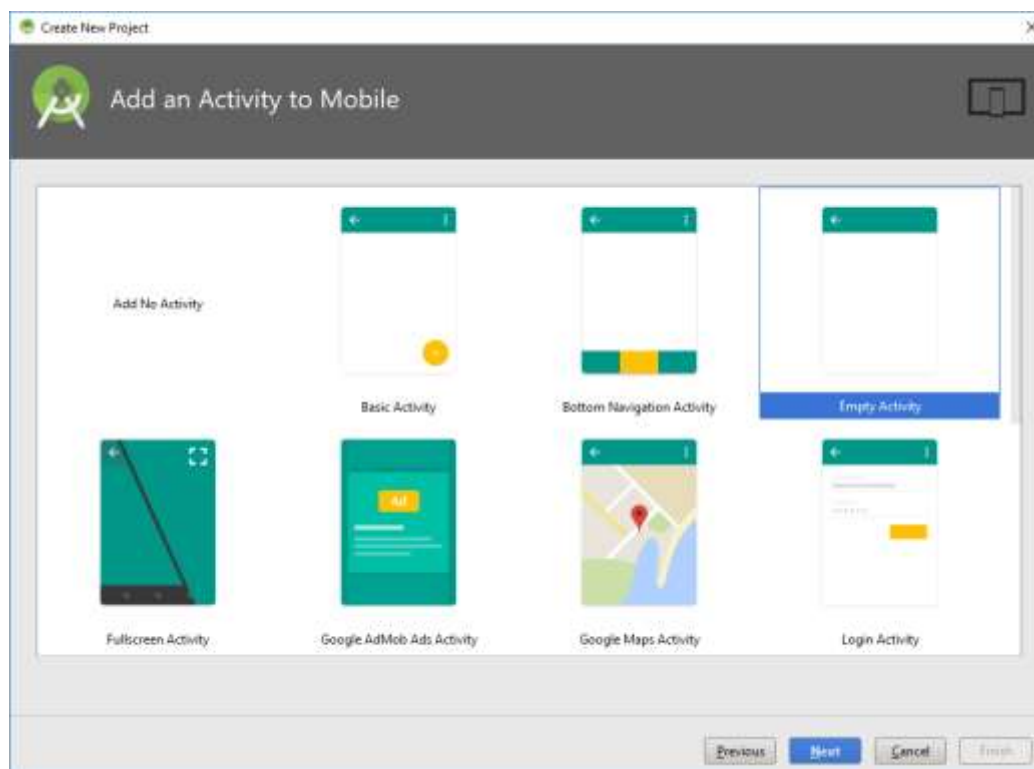 Create New Project
Add an Activity to Mobile
Add No Activity
Basic Activity
Bottom Navigation Activity
Empty Activity
Ad
Fullscreen Activity
Google AdMob Ads Activity
Google Maps Activity
Login Activity
Previous
Next
Cancel
Finish